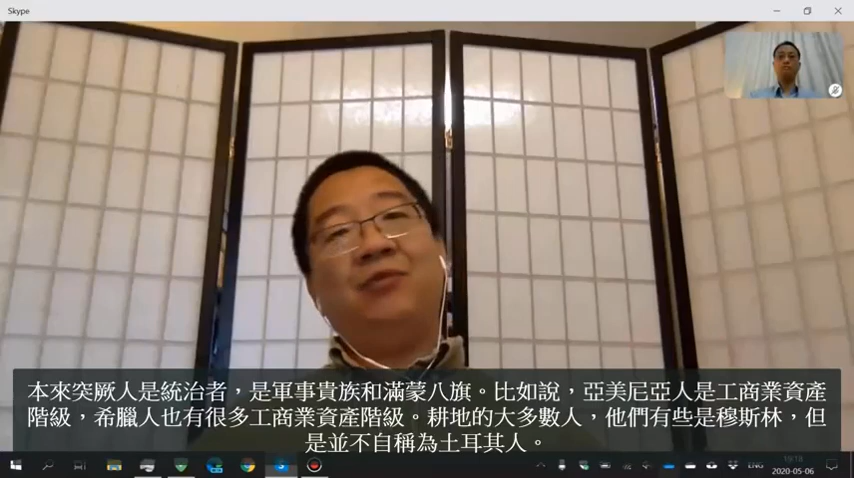 Skype
本來突厥人是統治者，是軍事貴族和滿蒙八旗。比如說，亞美尼亞人是工商業資產
階級，希臘人也有很多工商業資產階級。耕地的大多數人，他們有些是穆斯林，但
是並不自稱為土耳其人。
ENG
19:18
2020-05-06